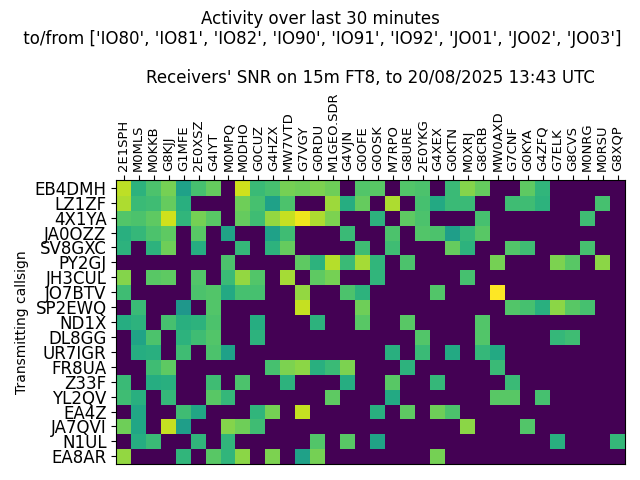 Activity over last 30 minutes
to/from ['IO80', 'IO81', 'IO82', 'IO90', 'IO91', 'IO92', 'JO01', 'JO02', 'JO03']
Receivers' SNR on 15m FT8, to 20/08/2025 13:43 UTC
2E1SPH
M0MLS
M0KKB
G8KJJ
G1MFE
2E0XSZ
G4IYT
M0MPQ
M0DHO
G0CUZ
G4HZX
MW7VTD
G7VGY
G0RDU
M1GEO.SDR
G4VJN
G0OFE
G0OSK
M7RPO
G8URE
2E0YKG
G4XEX
G0KTN
M0XRJ
G8CRB
MW0AXD
G7CNF
G0KYA
G4ZFQ
G7ELK
G8CVS
M0NRG
M0RSU
G8XQP
Transmitting callsign
EB4DMH
LZ1ZF
4X1YA
JA0OZZ
SV8GXC
PY2GJ
JH3CUL
JO7BTV
SP2EWQ
ND1X
DL8GG
UR7IGR
FR8UA
Z33F
YL2QV
EA4Z
JA7QVI
N1UL
EA8AR